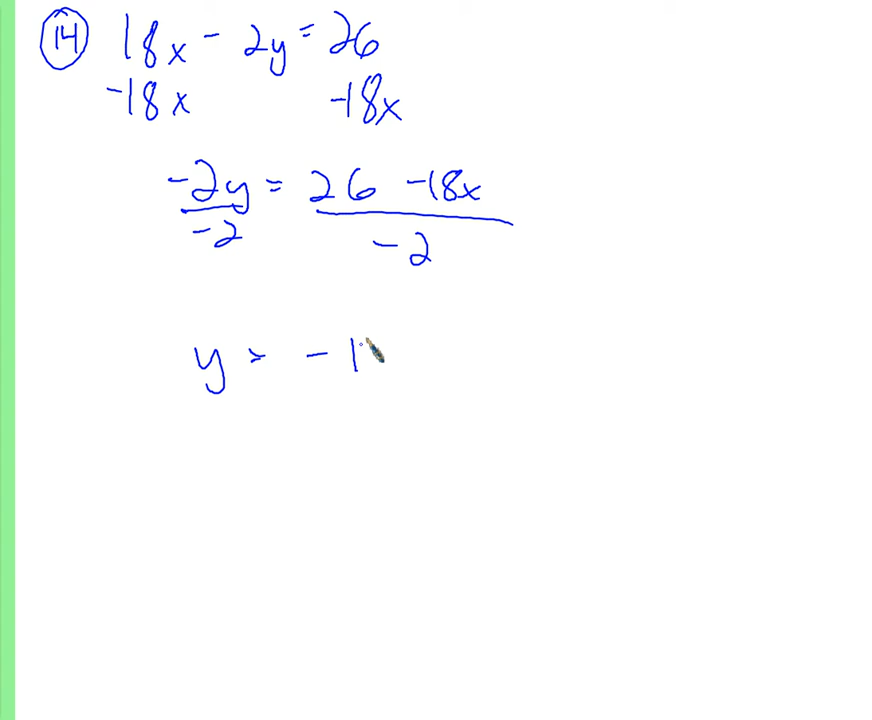 14 18x - 2y = 26
-18x -18x
-2y = 26 -18x
-2 -2
y = - 1